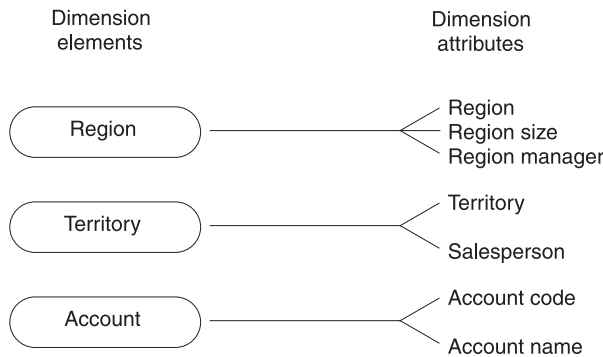 Dimension
elements
Dimension
attributes
Region
Region
Region size
Region manager
Territory
Territory
Salesperson
Account
Account code
Account name